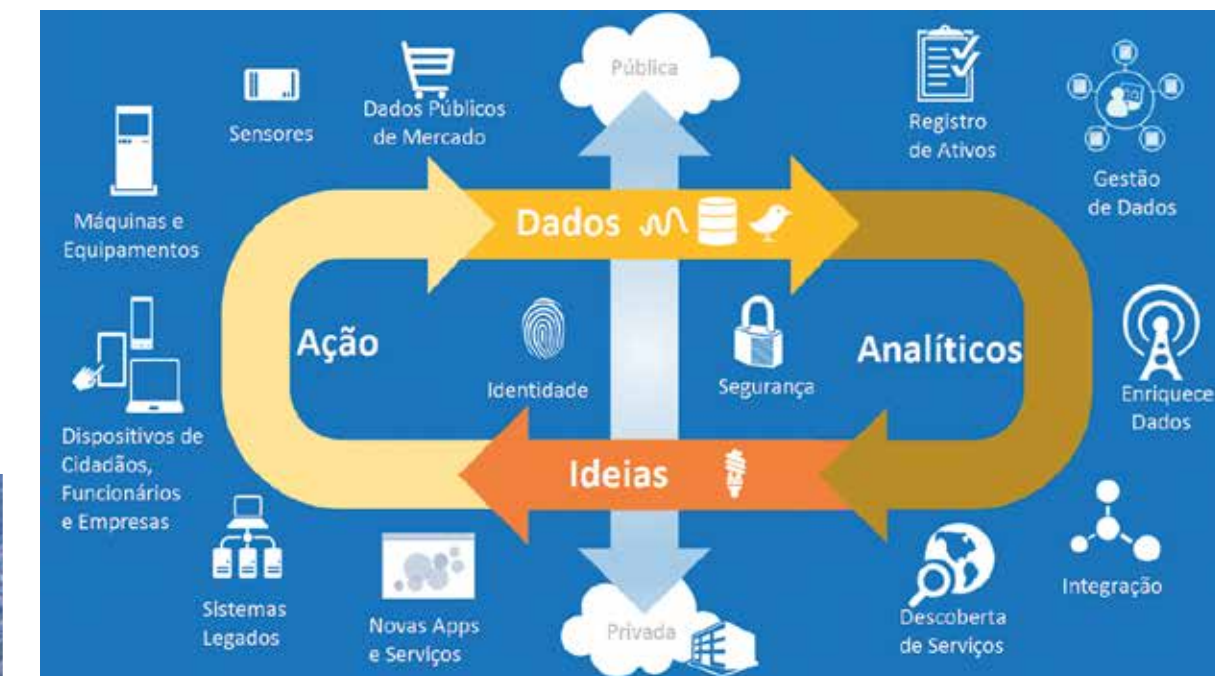 Pública
Sensores
Dados Públicos
de Mercado
Registro
de Ativos
Gestão
de Dados
Máquinas e
Equipamentos
Dados
Ação
Identidade
Segurança
Analíticos
Enriquece
Dados
Dispositivos de
Cidadãos,
Funcionários
e Empresas
Ideias
Integração
Sistemas
Legados
Novas Apps
e Serviços
Privada
Descoberta
de Serviços